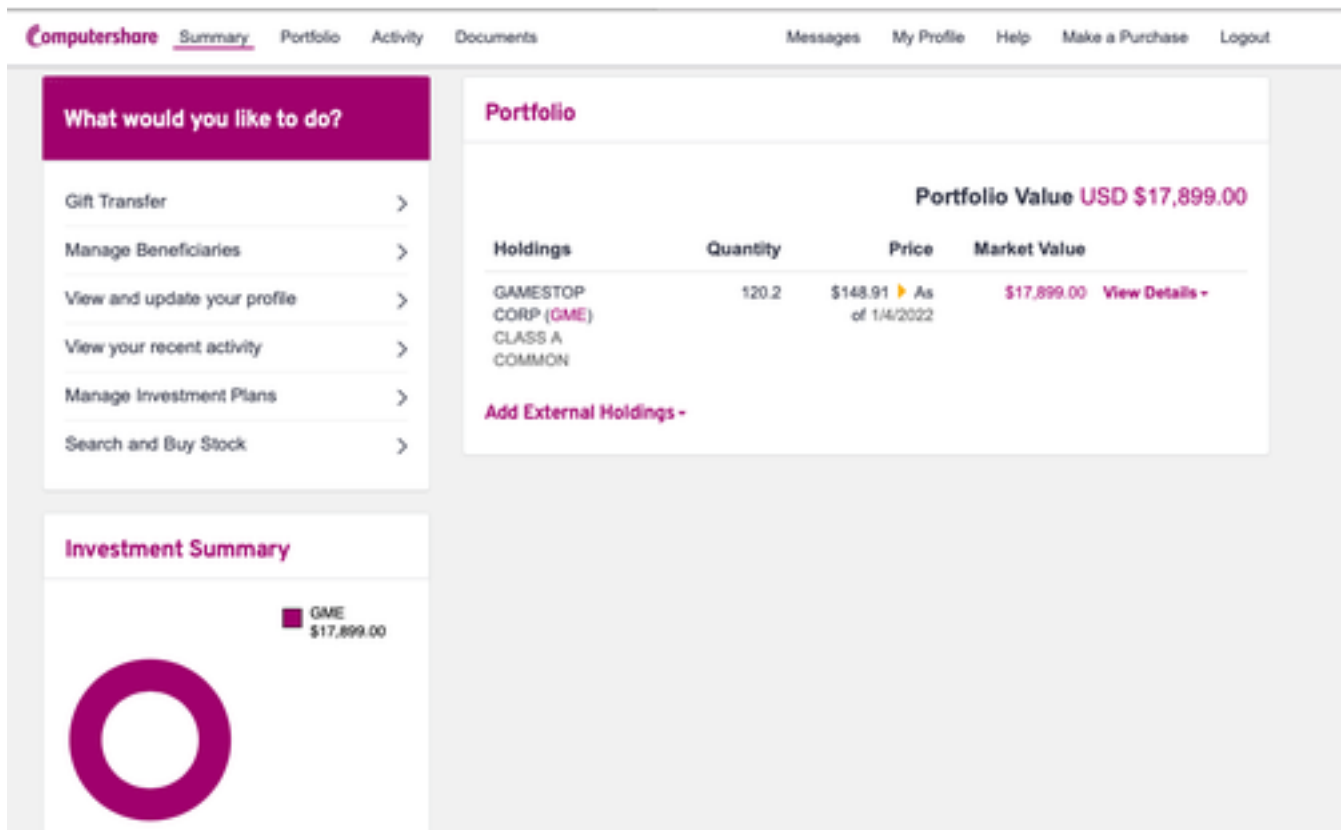 Computershare Summary Portfolio Activity Documents Messages My Profile Help Make a Purchase Logout
What would you like to do?
Gift Transfer
Manage Beneficiaries
View and update your profile
View your recent activity
Manage Investment Plans
Search and Buy Stock
Portfolio
Portfolio Value USD $17,899.00
Holdings Quantity Price Market Value
GAMESTOP 120.2 $148.91 As $17,899.00 View Details
CORP (GME) of 1/4/2022
CLASS A
COMMON
Add External Holdings
Investment Summary
GME
$17,899.00